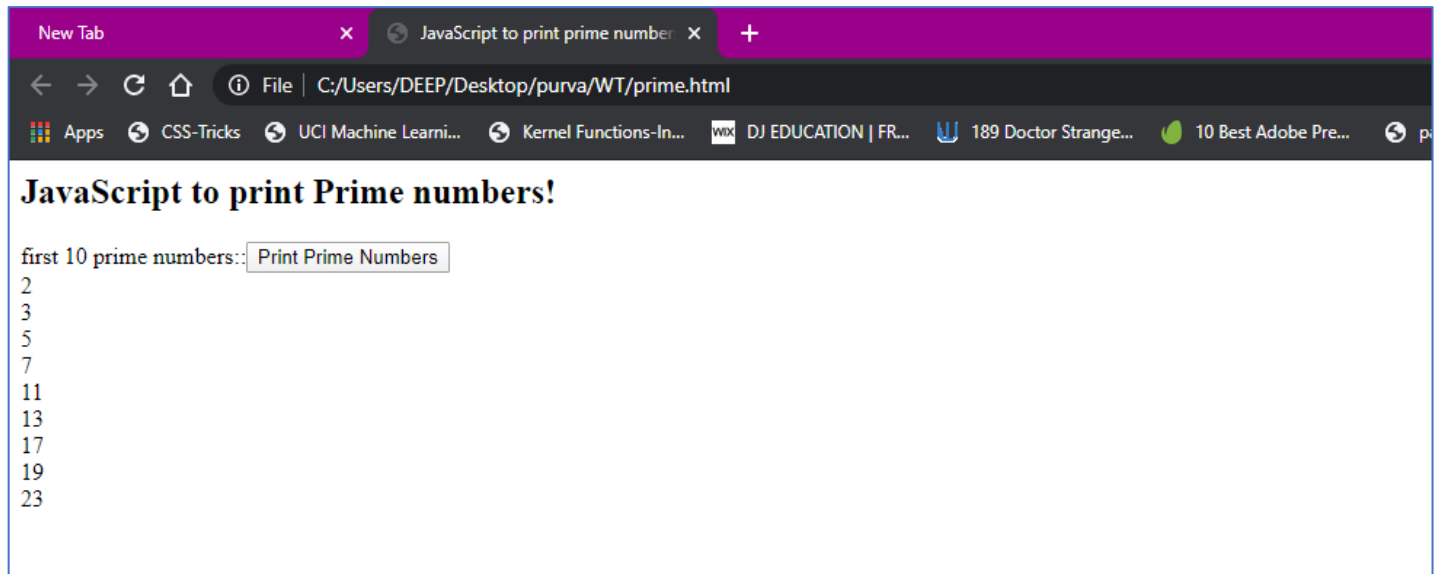 New Tab
JavaScript to print prime number
File C:/Users/DEEP/Desktop/purva/WT/prime.html
Apps CSS-Tricks UCI Machine Learni... Kernel Functions-In... WIX DJ EDUCATION | FR... 189 Doctor Strange... 10 Best Adobe Pre...
JavaScript to print Prime numbers!
first 10 prime numbers:: Print Prime Numbers
2
3
5
7
11
13
17
19
23